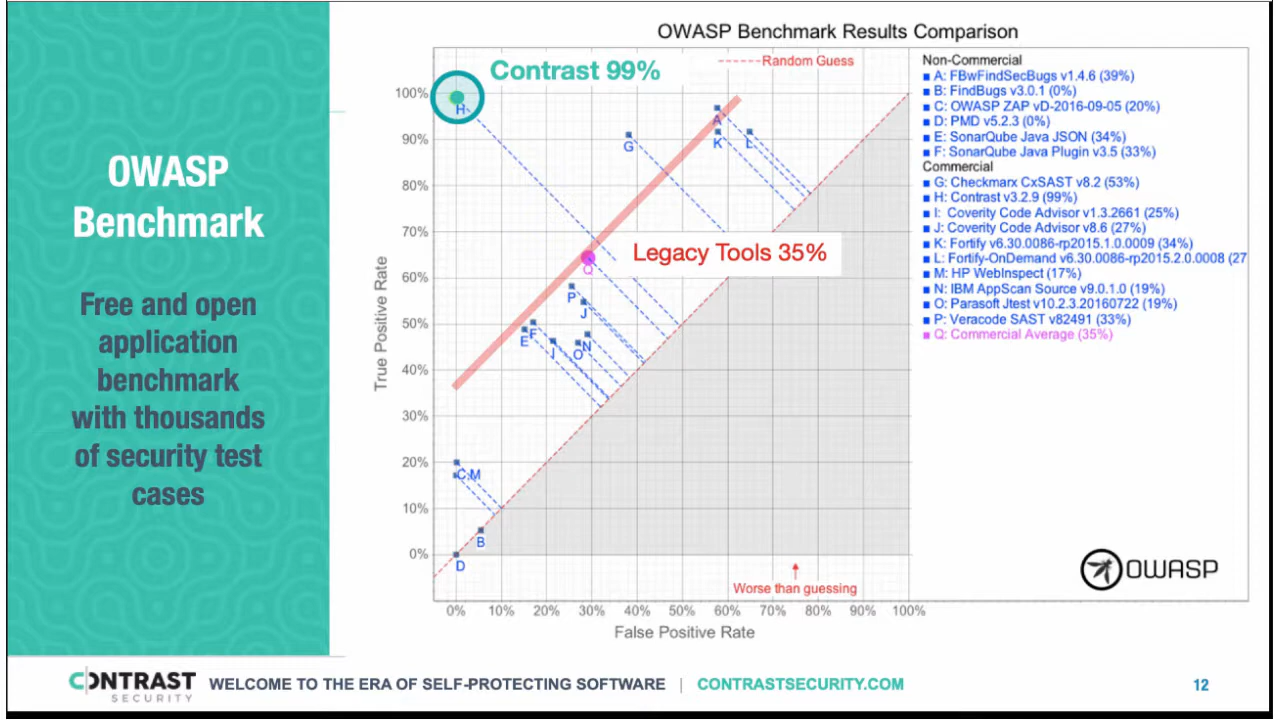 OWASP
Benchmark
Free and open
application
benchmark
with thousands
of security test
cases
OWASP Benchmark Results Comparison
Contrast 99%
Random Guess
Legacy Tools 35%
True Positive Rate
100%
90%
80%
70%
60%
50%
40%
30%
20%
10%
0%
H
A
K
L
G
Q
P
J
F
E
I
O
N
C
M
B
D
Worse than guessing
0% 10% 20% 30% 40% 50% 60% 70% 80% 90% 100%
False Positive Rate
Non-Commercial
A: FBwFindSecBugs v1.4.6 (39%)
B: FindBugs v3.0.1 (0%)
C: OWASP ZAP vD-2016-09-05 (20%)
D: PMD v5.2.3 (0%)
E: SonarQube Java JSON (34%)
F: SonarQube Java Plugin v3.5 (33%)
Commercial
G: Checkmarx CxSAST v8.2 (53%)
H: Contrast v3.2.9 (99%)
I: Coverity Code Advisor v1.3.2661 (25%)
J: Coverity Code Advisor v8.6 (27%)
K: Fortify v6.30.0086-rp2015.1.0.0009 (34%)
L: Fortify-OnDemand v6.30.0086-rp2015.2.0.0008 (27
M: HP WebInspect (17%)
N: IBM AppScan Source v9.0.1.0 (19%)
O: Parasoft Jtest v10.2.3.20160722 (19%)
P: Veracode SAST v82491 (33%)
Q: Commercial Average (35%)
OWASP
CONTRAST
SECURITY
WELCOME TO THE ERA OF SELF-PROTECTING SOFTWARE | CONTRASTSECURITY.COM
12